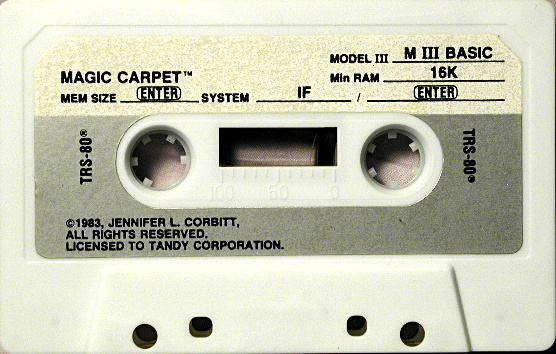 MODEL III M III BASIC
MAGIC CARPET™ Min RAM 16K
MEM SIZE ENTER SYSTEM IF / ENTER
TRS-80®
TRS-80®
100 50 0
©1983, JENNIFER L. CORBITT,
ALL RIGHTS RESERVED.
LICENSED TO TANDY CORPORATION.